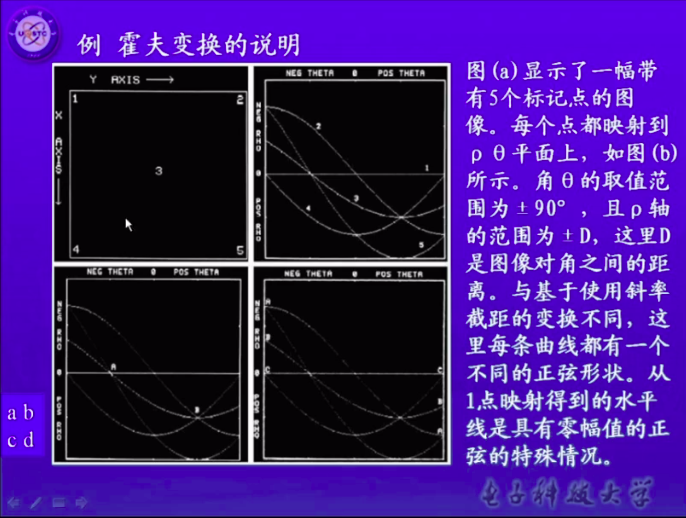 例 霍夫变换的说明
Y AXIS
1
2
X AXIS
3
4
5
NEG THETA 0 POS THETA
NEG RHO 0 POS RHO
2
1
3
4
5
NEG THETA 0 POS THETA
NEG RHO 0 POS RHO
A
B
NEG THETA 0 POS THETA
NEG RHO 0 POS RHO
A
B
C
C
B
A
图(a)显示了一幅带
有5个标记点的图
像。每个点都映射到
ρθ平面上，如图(b)
所示。角θ的取值范
围为±90°，且ρ轴
的范围为±D，这里D
是图像对角之间的距
离。与基于使用斜率
截距的变换不同，这
里每条曲线都有一个
不同的正弦形状。从
1点映射得到的水平
线是具有零幅值的正
弦的特殊情况。
a b
c d
电子科技大学